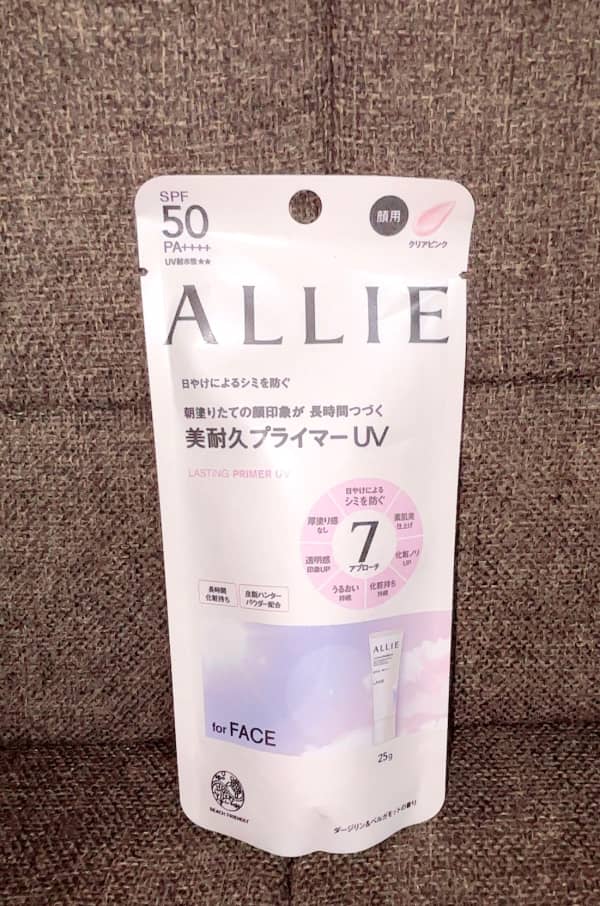 SPF
50
PA++++
UV耐水性★★
顔用
クリアピンク
ALLIE
日やけによるシミを防ぐ
朝塗りたての顔印象が 長時間つづく
美耐久プライマーUV
LASTING PRIMER UV
日やけによる
シミを防ぐ
素肌美
仕上げ
化粧ノリ
UP
化粧持ち
持続
うるおい
持続
透明感
印象UP
厚塗り感
なし
7
アプローチ
長時間
化粧持ち
皮脂ハンター
パウダー配合
ALLIE
for FACE
25g
BEACH FRIENDLY
ダージリン&ベルガモットの香り